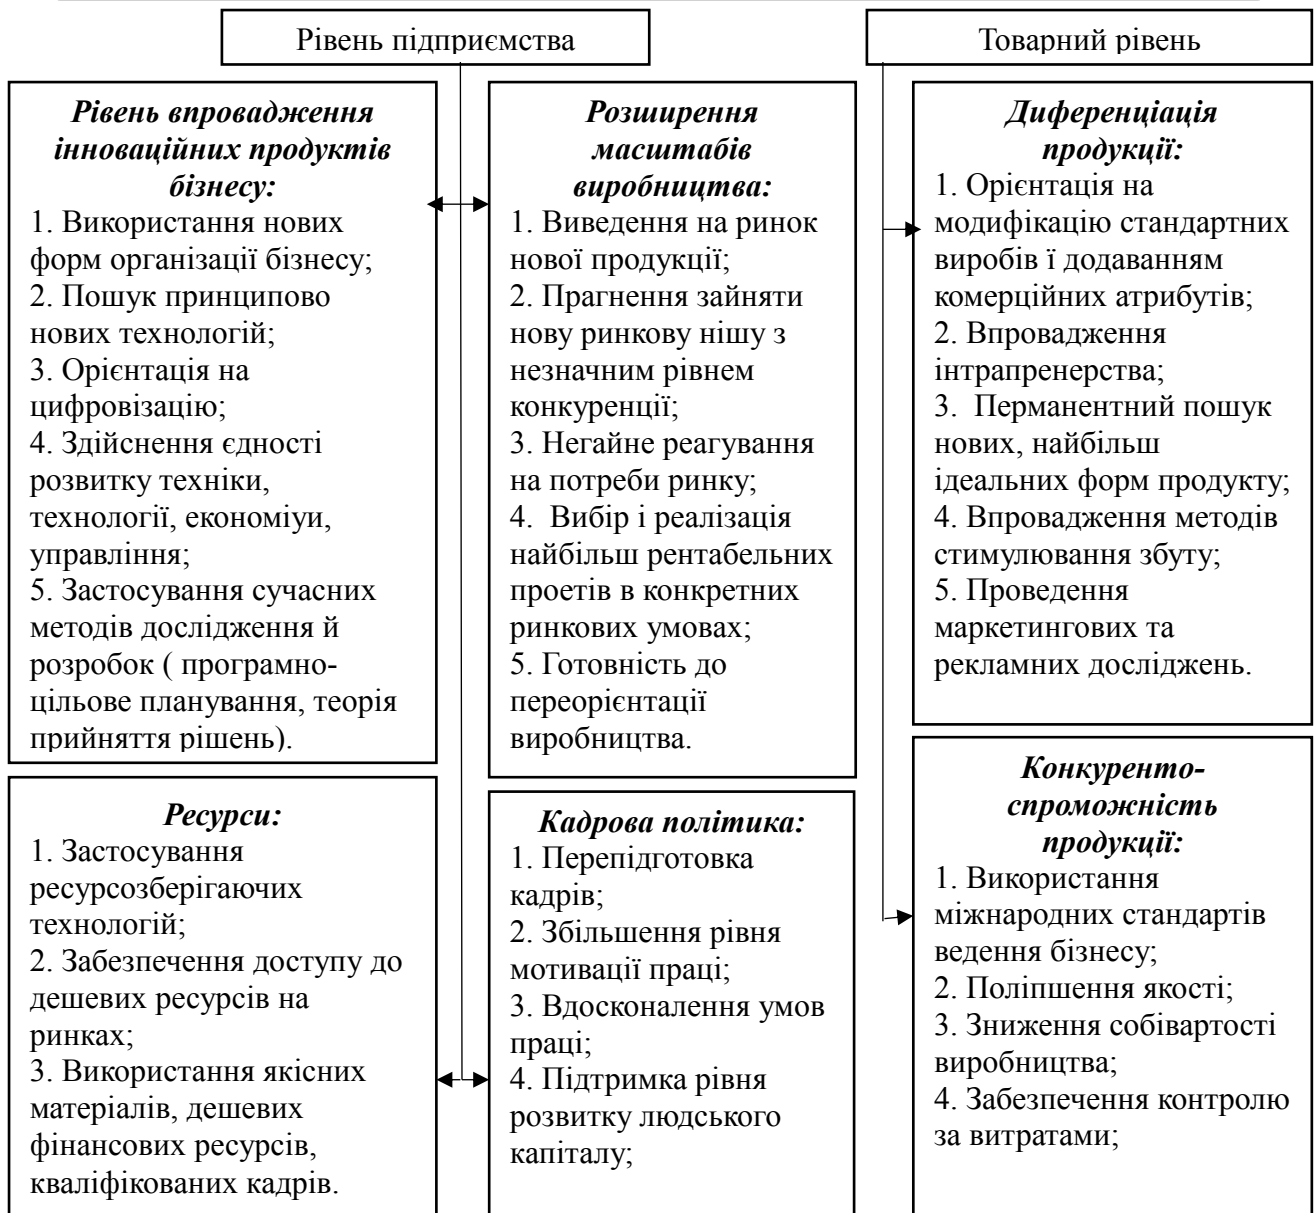 Рівень підприємства
Товарний рівень
Рівень впровадження
інноваційних продуктів
бізнесу:
1. Використання нових
форм організації бізнесу;
2. Пошук принципово
нових технологій;
3. Орієнтація на
цифровізацію;
4. Здійснення єдності
розвитку техніки,
технології, економіуи,
управління;
5. Застосування сучасних
методів дослідження й
розробок ( програмно-
цільове планування, теорія
прийняття рішень).
Розширення
масштабів
виробництва:
1. Виведення на ринок
нової продукції;
2. Прагнення зайняти
нову ринкову нішу з
незначним рівнем
конкуренції;
3. Негайне реагування
на потреби ринку;
4. Вибір і реалізація
найбільш рентабельних
проетів в конкретних
ринкових умовах;
5. Готовність до
переорієнтації
виробництва.
Диференціація
продукції:
1. Орієнтація на
модифікацію стандартних
виробів ї додаванням
комерційних атрибутів;
2. Впровадження
інтрапренерства;
3. Перманентний пошук
нових, найбільш
ідеальних форм продукту;
4. Впровадження методів
стимулювання збуту;
5. Проведення
маркетингових та
рекламних досліджень.
Ресурси:
1. Застосування
ресурсозберігаючих
технологій;
2. Забезпечення доступу до
дешевих ресурсів на
ринках;
3. Використання якісних
матеріалів, дешевих
фінансових ресурсів,
кваліфікованих кадрів.
Кадрова політика:
1. Перепідготовка
кадрів;
2. Збільшення рівня
мотивації праці;
3. Вдосконалення умов
праці;
4. Підтримка рівня
розвитку людського
капіталу;
Конкуренто-
спроможність
продукції:
1. Використання
міжнародних стандартів
ведення бізнесу;
2. Поліпшення якості;
3. Зниження собівартості
виробництва;
4. Забезпечення контролю
за витратами;